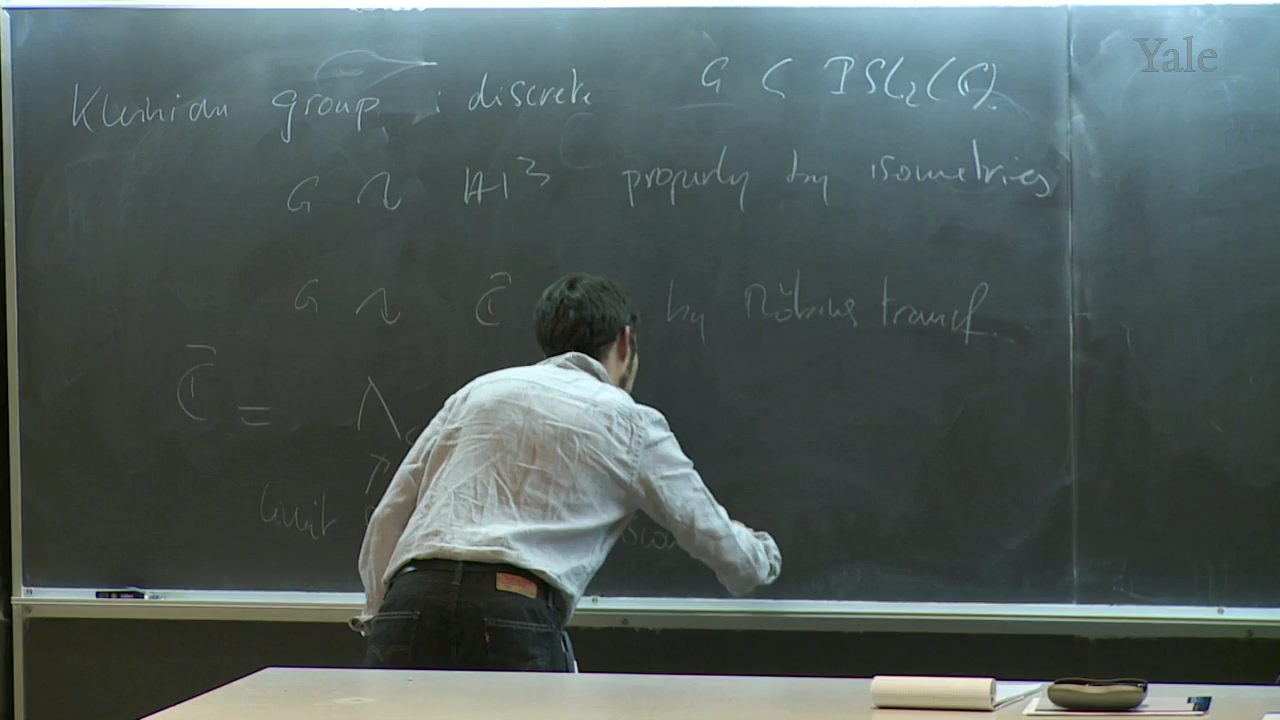 Yale
Kleinian group : discrete G < PSL₂(ℂ).
G ↷ ℍ³ properly by isometries
G ↷ ℂ̂ by Möbius transf.
ℂ̂ = Λ
limit